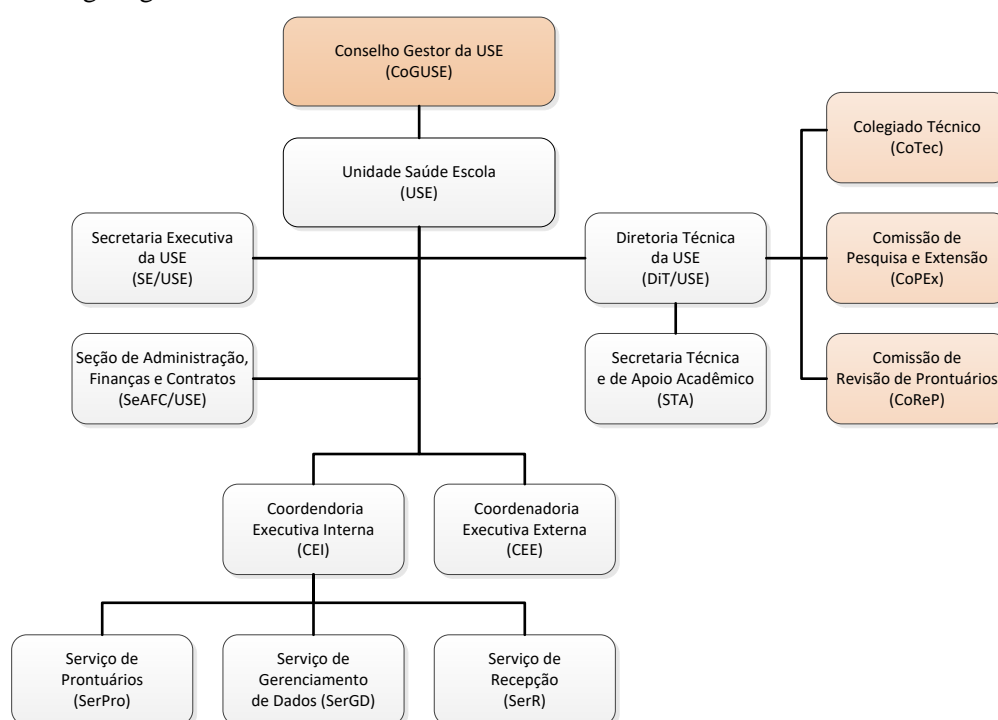 Conselho Gestor da USE
(CoGUSE)
Unidade Saúde Escola
(USE)
Colegiado Técnico
(CoTec)
Secretaria Executiva
da USE
(SE/USE)
Diretoria Técnica
da USE
(DiT/USE)
Comissão de
Pesquisa e Extensão
(CoPEx)
Seção de Administração,
Finanças e Contratos
(SeAFC/USE)
Secretaria Técnica
e de Apoio Acadêmico
(STA)
Comissão de
Revisão de Prontuários
(CoReP)
Coordendoria
Executiva Interna
(CEI)
Coordenadoria
Executiva Externa
(CEE)
Serviço de
Prontuários
(SerPro)
Serviço de
Gerenciamento
de Dados (SerGD)
Serviço de
Recepção
(SerR)